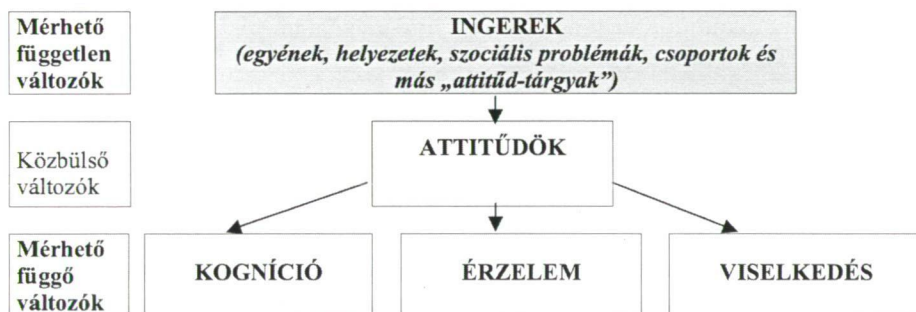 Mérhető
független
változók
INGEREK
(egyének, helyezetek, szociális problémák, csoportok és
más „attitűd-tárgyak”)
Közbülső
változók
ATTITŰDÖK
Mérhető
függő
változók
KOGNÍCIÓ
ÉRZELEM
VISELKEDÉS